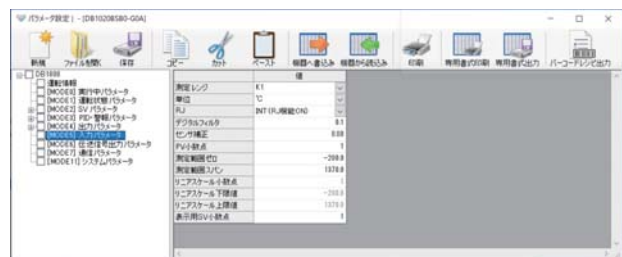 パラメータ設定 | - [DB1020B5B0-G0A]
新規 ファイルを開く 保存 コピー カット ペースト 機器へ書込み 機器から読込み 印刷 専用書式印刷 専用書式出力 バーコードレシピ出力
DB1000
運転情報
[MODE0] 実行中パラメータ
[MODE1] 運転状態パラメータ
[MODE2] SV パラメータ
[MODE3] PID・警報パラメータ
[MODE4] 出力パラメータ
[MODE5] 入力パラメータ
[MODE6] 伝送信号出力パラメータ
[MODE7] 通信パラメータ
[MODE11] システムパラメータ
値
測定レンジ K1
単位 ℃
RJ INT (RJ機能ON)
デジタルフィルタ 0.1
センサ補正 0.00
PV小数点 1
測定範囲ゼロ -200.0
測定範囲スパン 1370.0
リニアスケール小数点 1
リニアスケール下限値 -200.0
リニアスケール上限値 1370.0
表示用SV小数点 1